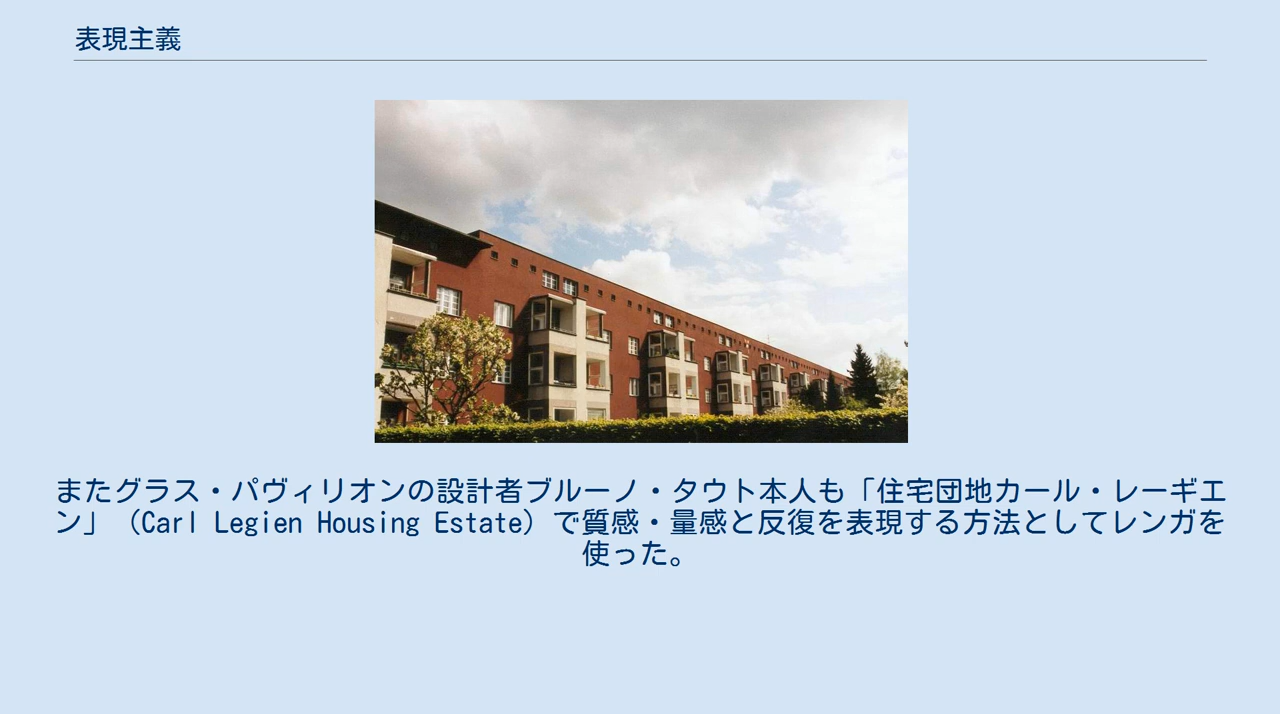 表現主義
またグラス・パヴィリオンの設計者ブルーノ・タウト本人も「住宅団地カール・レーギエ
ン」（Carl Legien Housing Estate）で質感・量感と反復を表現する方法としてレンガを
使った。